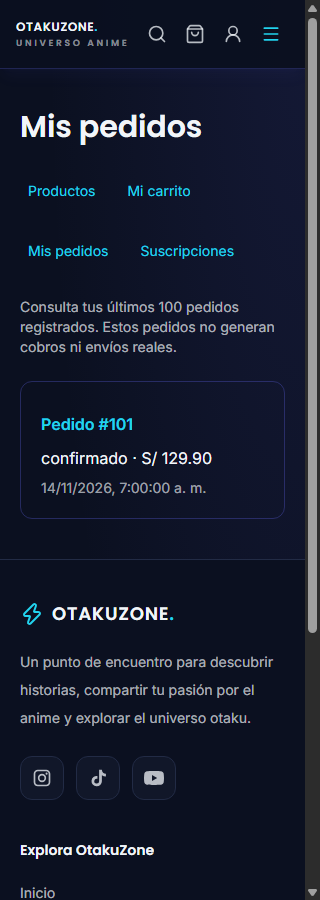 OTAKUZONE.
UNIVERSO ANIME
Mis pedidos
Productos Mi carrito
Mis pedidos Suscripciones
Consulta tus últimos 100 pedidos
registrados. Estos pedidos no generan
cobros ni envíos reales.
Pedido #101
confirmado · S/ 129.90
14/11/2026, 7:00:00 a. m.
OTAKUZONE.
Un punto de encuentro para descubrir
historias, compartir tu pasión por el
anime y explorar el universo otaku.
Explora OtakuZone
Inicio